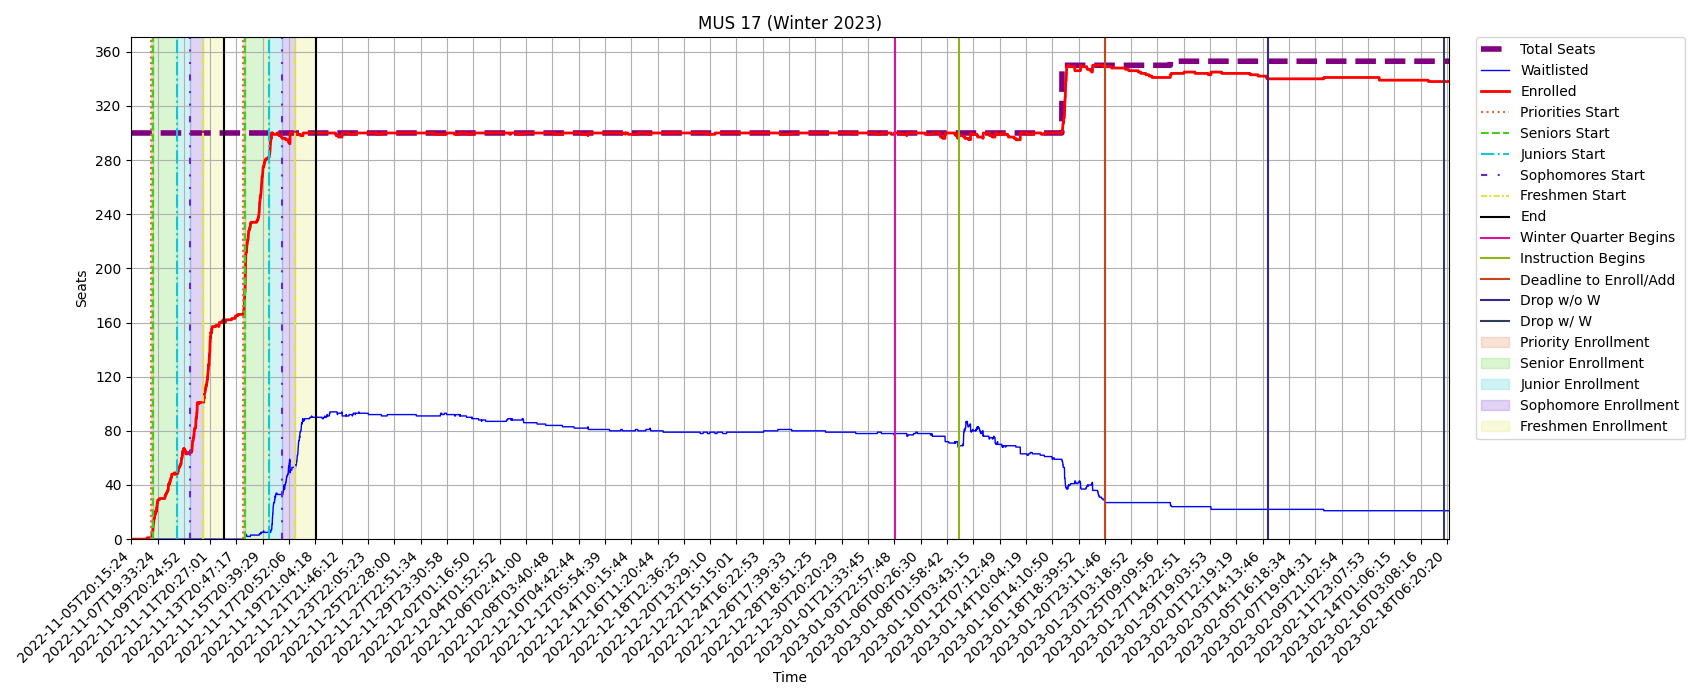 MUS 17 (Winter 2023)
Seats
360
320
280
240
200
160
120
80
40
0
2022-11-05T20:15:24
2022-11-07T19:33:24
2022-11-09T20:24:52
2022-11-11T20:27:01
2022-11-13T20:47:17
2022-11-15T20:39:29
2022-11-17T20:52:06
2022-11-19T21:04:18
2022-11-21T21:46:12
2022-11-23T22:05:23
2022-11-25T22:28:00
2022-11-27T22:51:34
2022-11-29T23:30:58
2022-12-02T01:16:50
2022-12-04T01:52:52
2022-12-06T02:41:00
2022-12-08T03:40:48
2022-12-10T04:42:44
2022-12-12T05:54:39
2022-12-14T10:15:44
2022-12-16T11:20:44
2022-12-18T12:36:25
2022-12-20T13:29:10
2022-12-22T15:15:01
2022-12-24T16:22:53
2022-12-26T17:39:33
2022-12-28T18:51:25
2022-12-30T20:20:29
2023-01-01T21:33:45
2023-01-03T22:57:48
2023-01-06T00:26:30
2023-01-08T01:58:42
2023-01-10T03:43:15
2023-01-12T07:12:49
2023-01-14T10:04:19
2023-01-16T14:10:50
2023-01-18T18:39:52
2023-01-20T23:11:46
2023-01-23T03:18:52
2023-01-25T09:09:56
2023-01-27T14:22:51
2023-01-29T19:03:53
2023-02-01T12:19:19
2023-02-03T14:13:46
2023-02-05T16:18:34
2023-02-07T19:04:31
2023-02-09T21:02:54
2023-02-11T23:07:53
2023-02-14T01:06:15
2023-02-16T03:08:16
2023-02-18T06:20:20
Time
Total Seats
Waitlisted
Enrolled
Priorities Start
Seniors Start
Juniors Start
Sophomores Start
Freshmen Start
End
Winter Quarter Begins
Instruction Begins
Deadline to Enroll/Add
Drop w/o W
Drop w/ W
Priority Enrollment
Senior Enrollment
Junior Enrollment
Sophomore Enrollment
Freshmen Enrollment